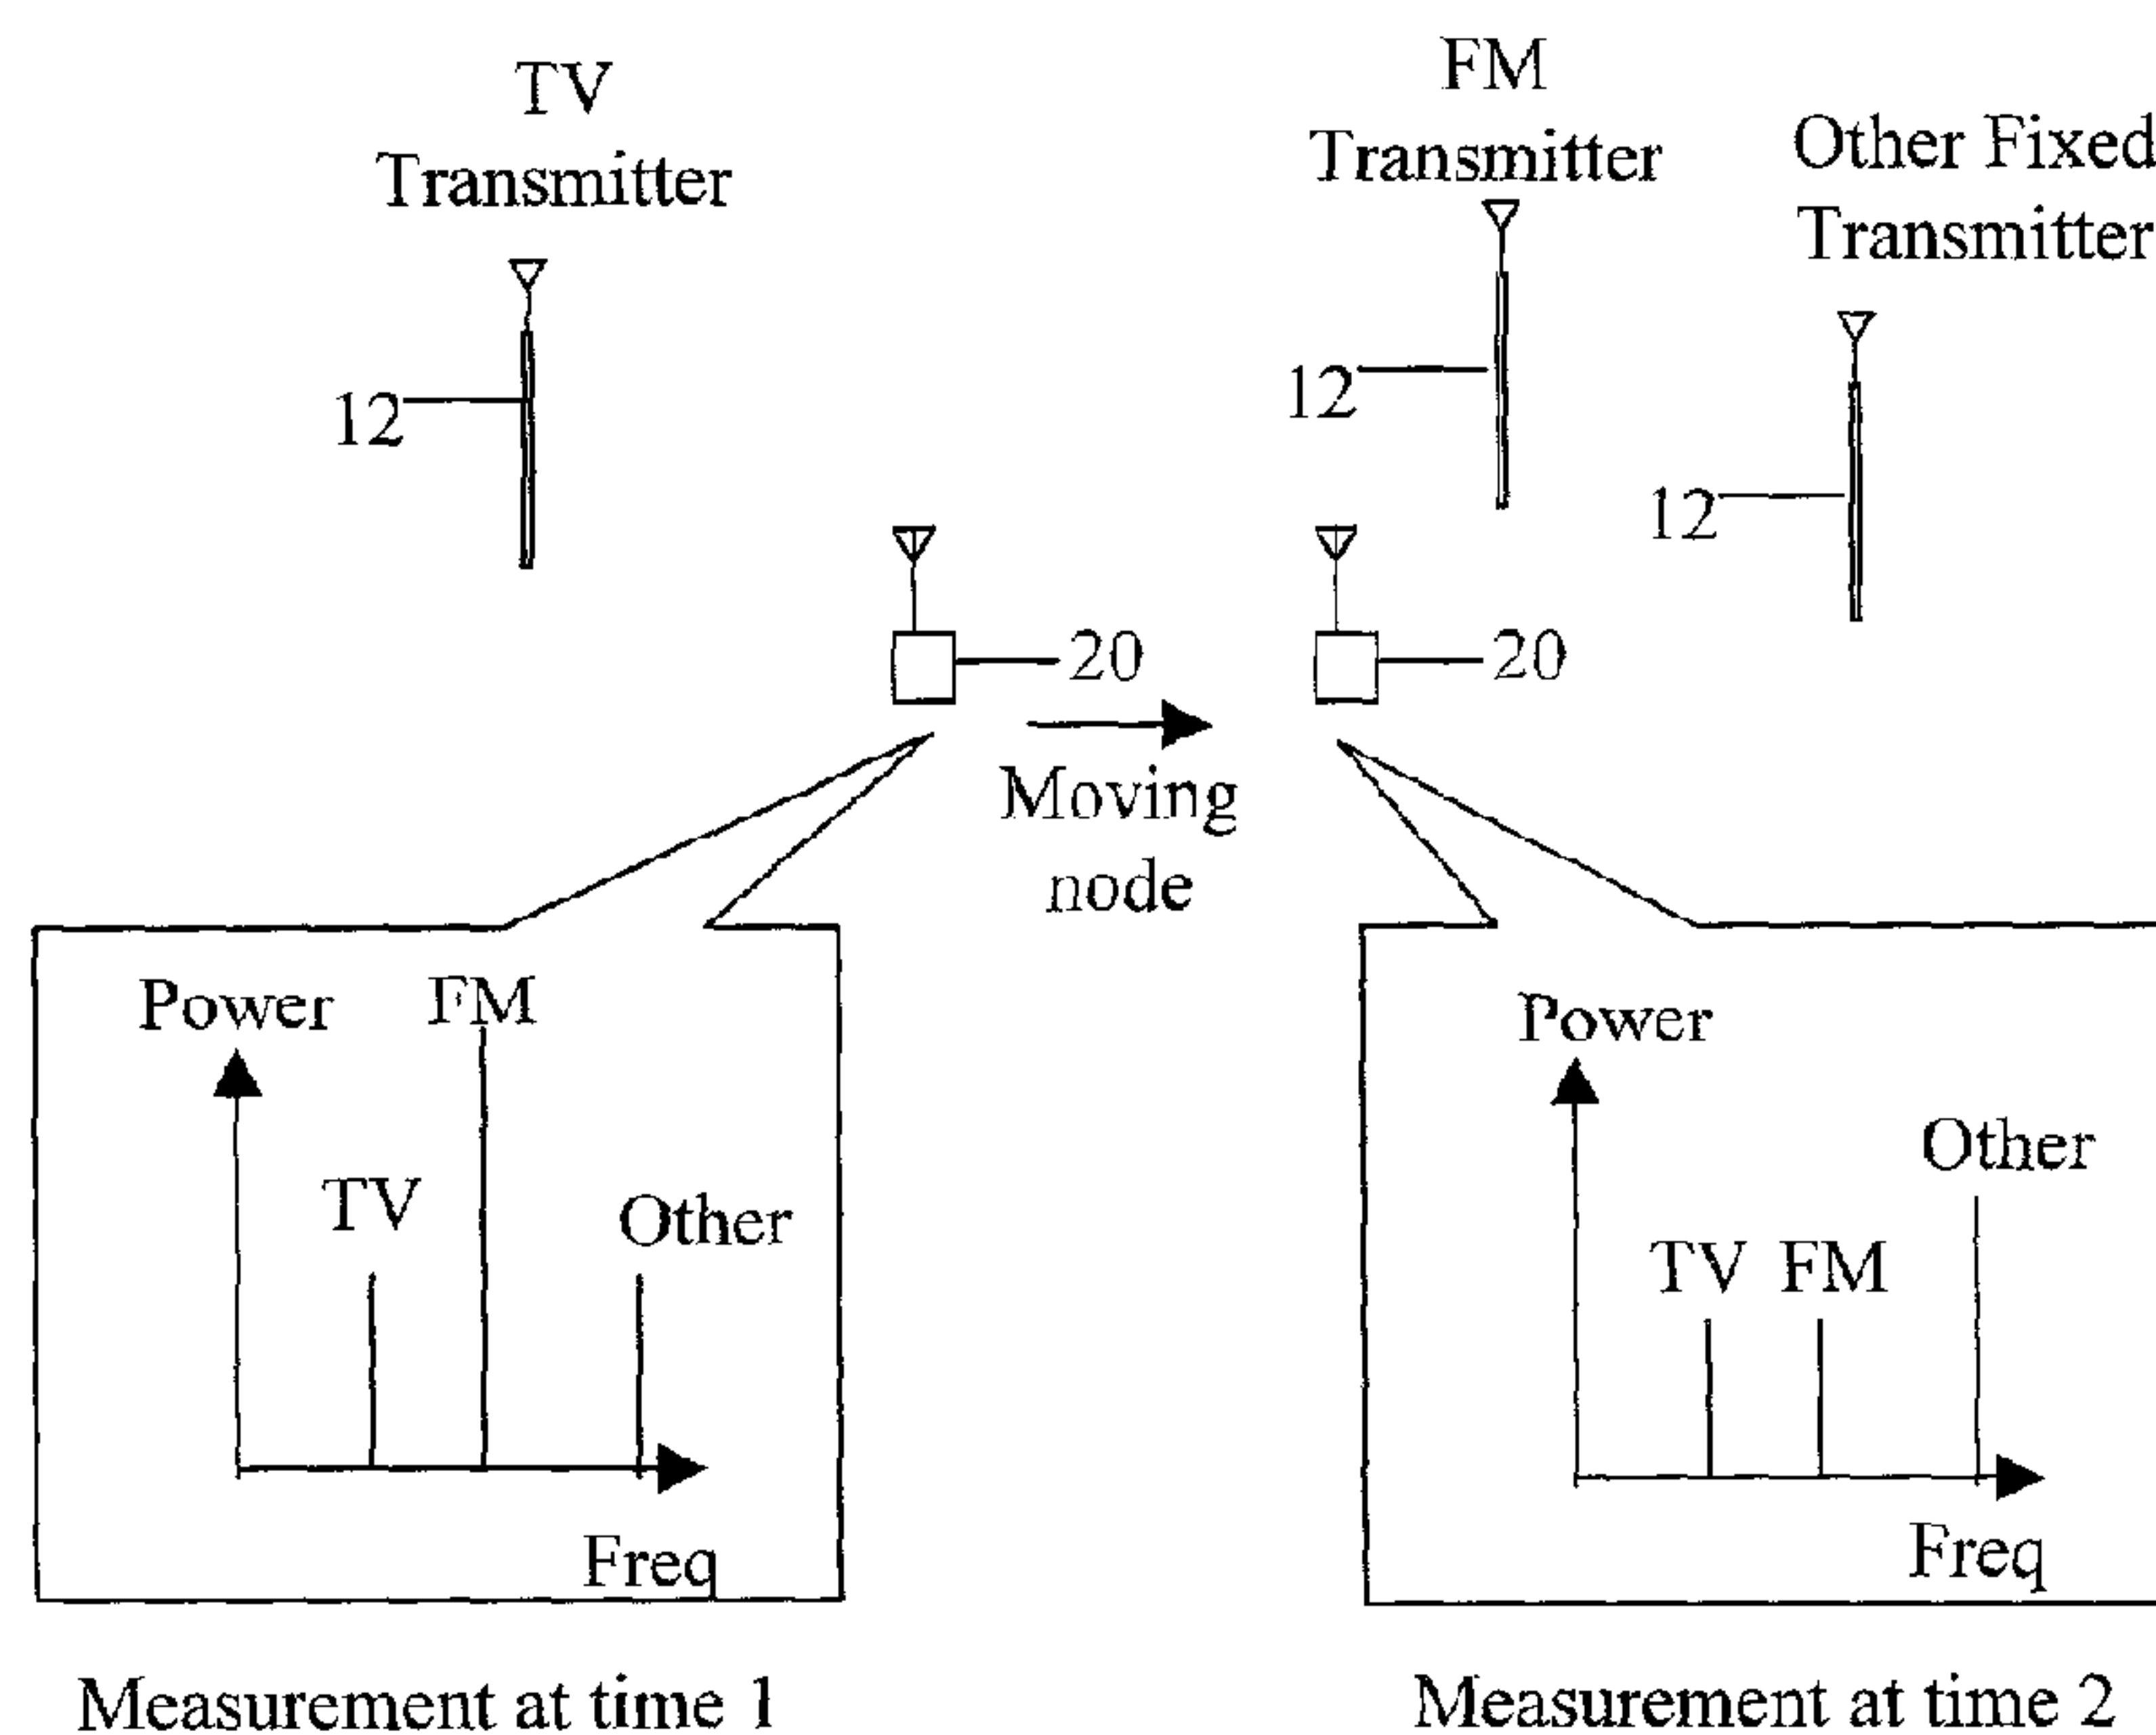 TV
Transmitter
FM
Transmitter
Other Fixed
Transmitter
12
12
12
20
20
Moving
node
Power
FM
TV
Other
Freq
Power
Other
TV
FM
Freq
Measurement at time 1
Measurement at time 2